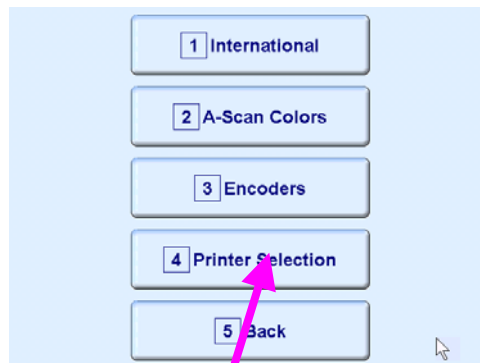 1 International
2 A-Scan Colors
3 Encoders
4 Printer Selection
5 Back